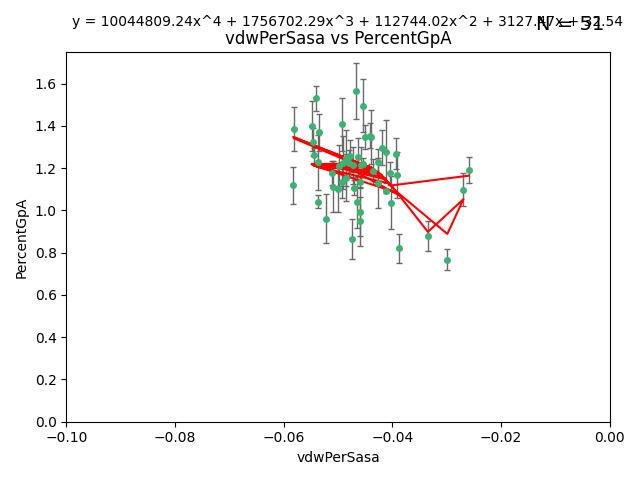 y = 10044809.24x^4 + 1756702.29x^3 + 112744.02x^2 + 3127.47x + 32.54
N = 51
vdwPerSasa vs PercentGpA
PercentGpA
1.6
1.4
1.2
1.0
0.8
0.6
0.4
0.2
0.0
−0.10 −0.08 −0.06 −0.04 −0.02 0.00
vdwPerSasa